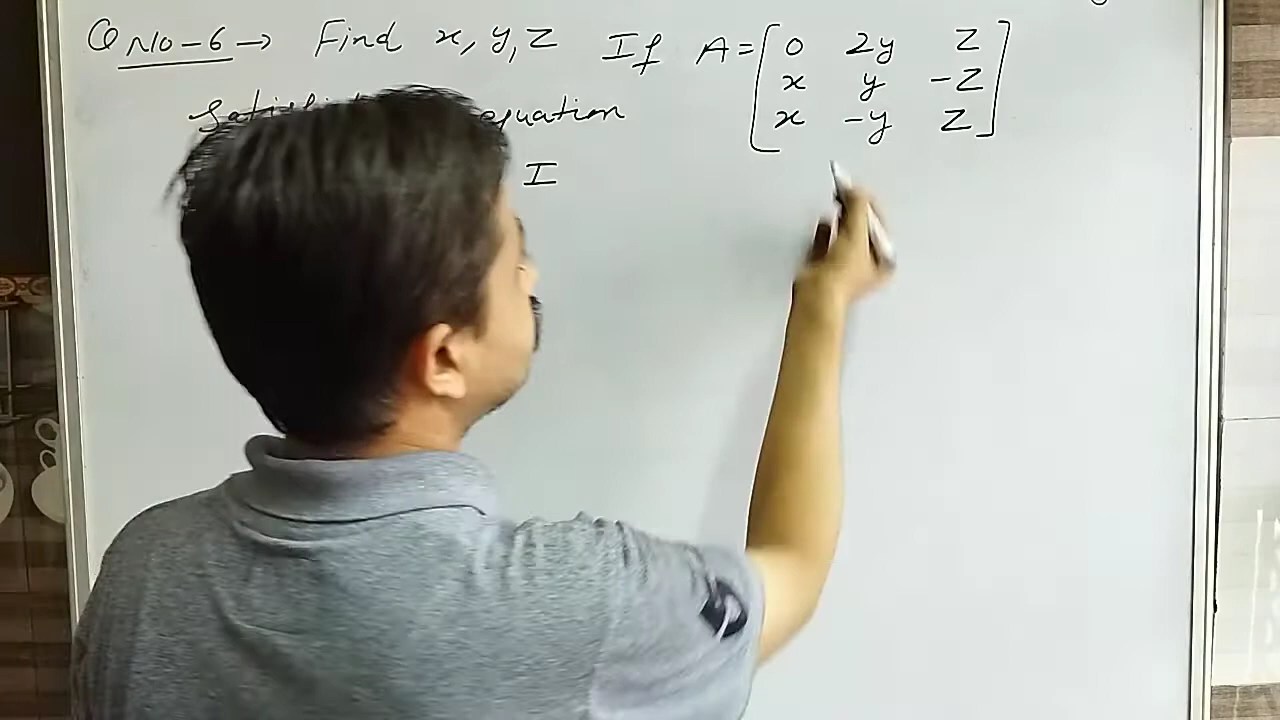 Q No-6→ Find x, y, z If A = [ 0 2y z
x y -z
x -y z ]
equation
I